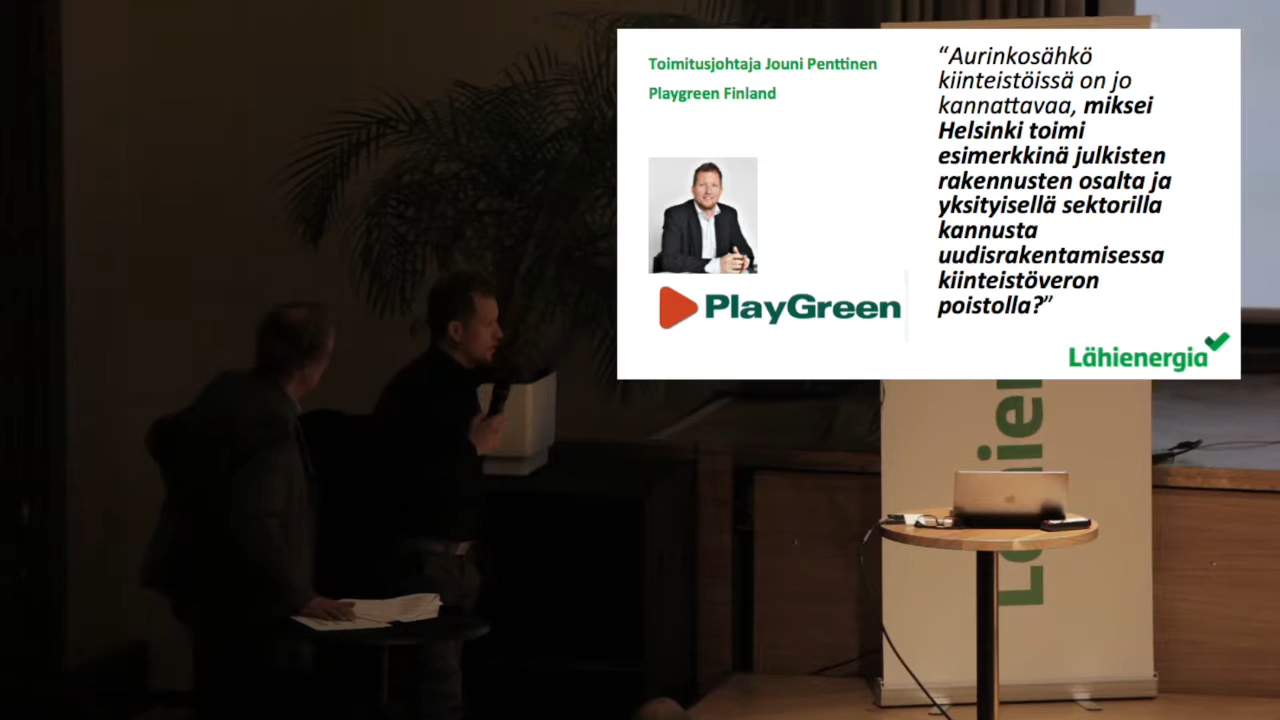 Toimitusjohtaja Jouni Penttinen
Playgreen Finland
PlayGreen
“Aurinkosähkö
kiinteistöissä on jo
kannattavaa, miksei
Helsinki toimi
esimerkkinä julkisten
rakennusten osalta ja
yksityisellä sektorilla
kannusta
uudisrakentamisessa
kiinteistöveron
poistolla?”
Lähienergia